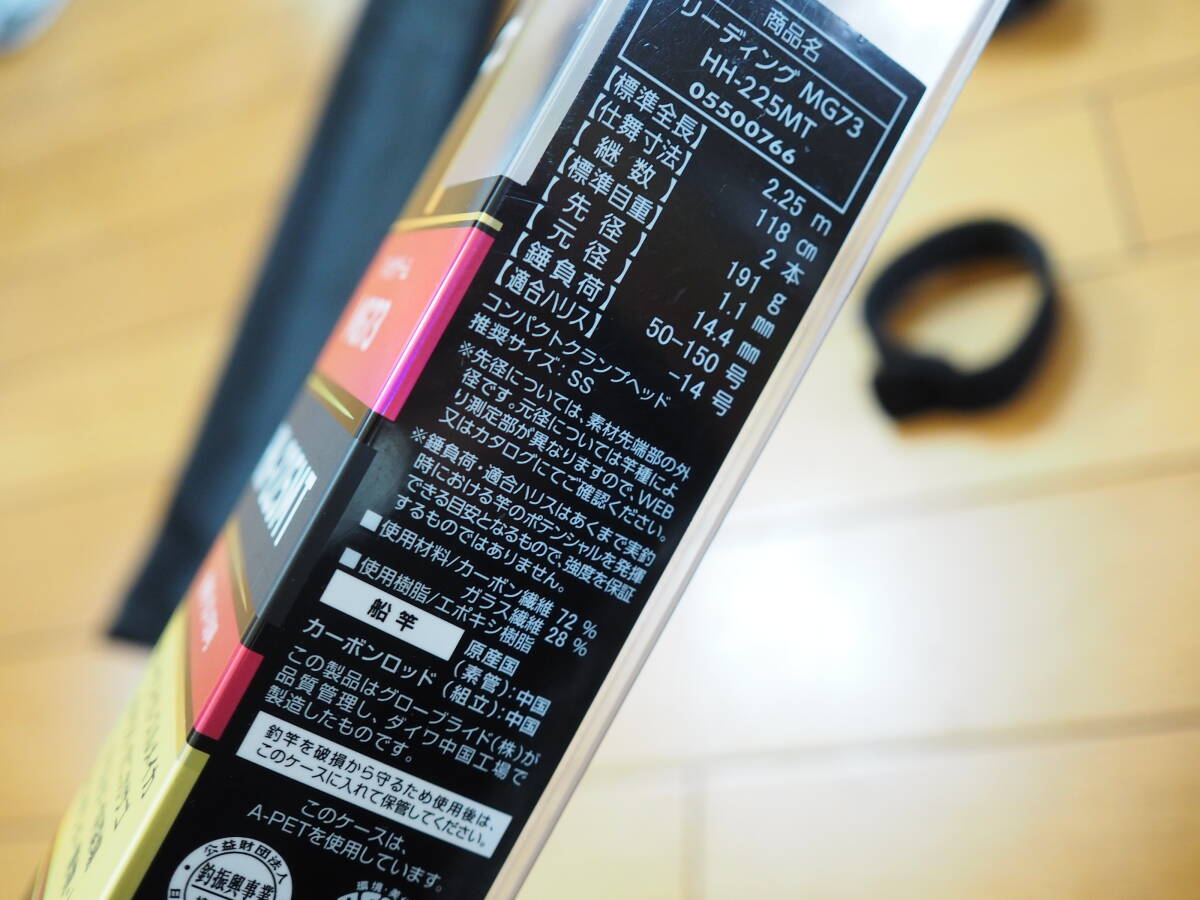 商品名
リーディング MG73
HH-225MT
05500766
【標準全長】 2.25 m
【仕舞寸法】 118 cm
【継数】 2 本
【標準自重】 191 g
【先径】 1.1 mm
【元径】 14.4 mm
【錘負荷】 50-150 号
【適合ハリス】 -14 号
コンパクトクランプヘッド
推奨サイズ:SS
※先径については、素材先端部の外
径です。元径については竿種によ
り測定部が異なりますので、WEB
又はカタログにてご確認ください。
※錘負荷・適合ハリスはあくまで実釣
時における竿のポテンシャルを発揮
できる目安となるもので、強度を保証
するものではありません。
■使用材料/カーボン繊維 72 %
ガラス繊維 28 %
■使用樹脂/エポキシ樹脂
船竿
原産国
(素管):中国
カーボンロッド (組立):中国
この製品はグローブライド(株)が
品質管理し、ダイワ中国工場で
製造したものです。
釣竿を破損から守るため使用後は、
このケースに入れて保管してください。
このケースは、
A-PETを使用しています。
公益財団法人
釣振興事業
MG73